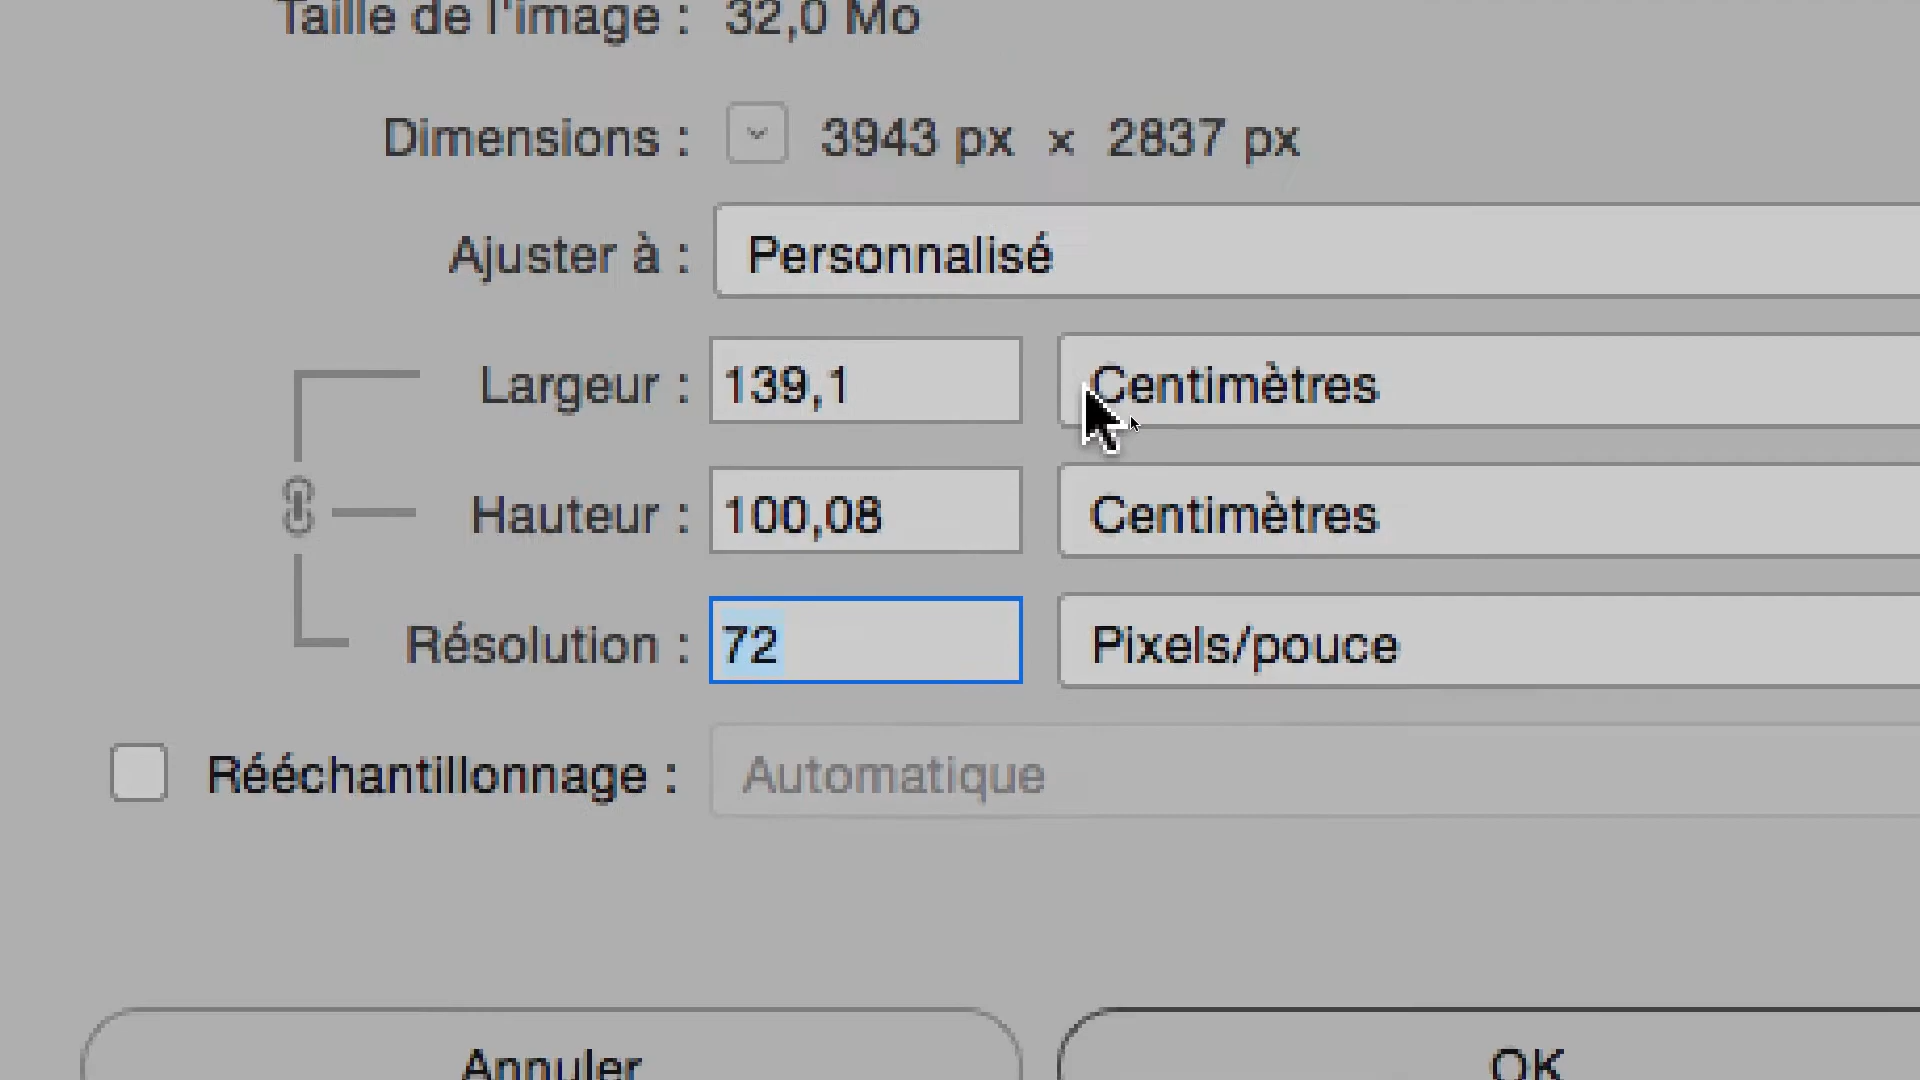 Taille de l'image : 32,0 Mo
Dimensions : 3943 px x 2837 px
Ajuster à : Personnalisé
Largeur : 139,1 Centimètres
Hauteur : 100,08 Centimètres
Résolution : 72 Pixels/pouce
Rééchantillonnage : Automatique
Annuler OK